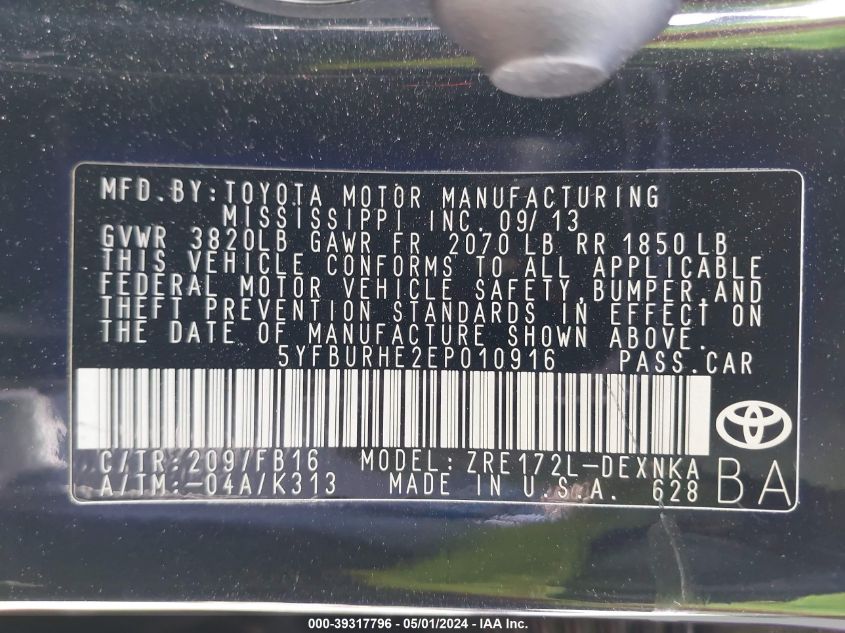 MFD.BY:TOYOTA MOTOR MANUFACTURING
MISSISSIPPI INC. 09/13
GVWR 3820LB GAWR FR 2070 LB RR 1850 LB
THIS VEHICLE CONFORMS TO ALL APPLICABLE
FEDERAL MOTOR VEHICLE SAFETY,BUMPER,AND
THEFT PREVENTION STANDARDS IN EFFECT ON
THE DATE OF MANUFACTURE SHOWN ABOVE.
5YFBURHE2EP010916 PASS.CAR
C/TR:209/FB16 MODEL:ZRE172L-DEXNKA
A/TM:-04A/K313 MADE IN U.S.A. 628
BA
000-39317796 - 05/01/2024 - IAA Inc.